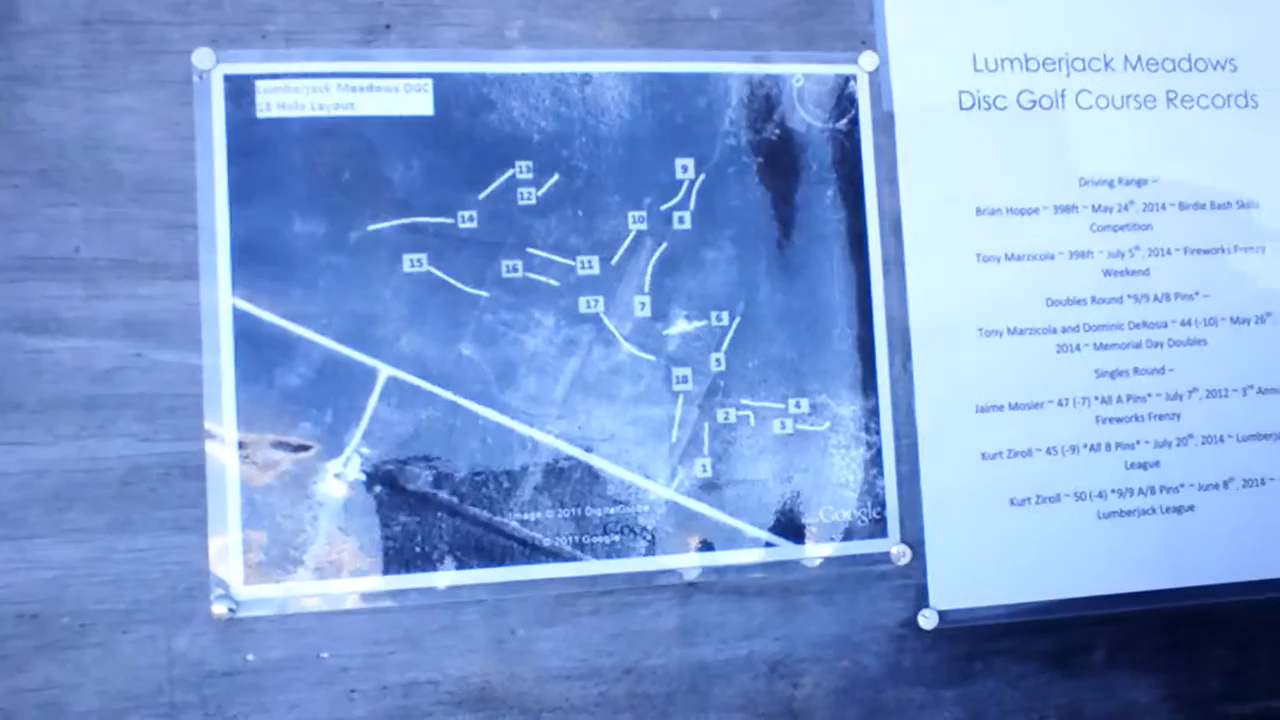 Lumberjack Meadows DGC
18 Hole Layout
13
9
12
14
10
8
15
16
11
17
7
6
5
18
4
2
3
1
Image © 2011 DigitalGlobe
© 2011 Google
Google
Lumberjack Meadows
Disc Golf Course Records
Driving Range ~
Brian Hoppe ~ 398ft ~ May 24th, 2014 ~ Birdie Bash Skills
Competition
Tony Marzicola ~ 398ft ~ July 5th, 2014 ~ Fireworks Frenzy
Weekend
Doubles Round *9/9 A/B Pins* ~
Tony Marzicola and Dominic DeRosia ~ 44 (-10) ~ May 26th,
2014 ~ Memorial Day Doubles
Singles Round ~
Jaime Mosier ~ 47 (-7) *All A Pins* ~ July 7th, 2012 ~ 3rd Annu
Fireworks Frenzy
Kurt Ziroll ~ 45 (-9) *All B Pins* ~ July 20th, 2014 ~ Lumberja
League
Kurt Ziroll ~ 50 (-4) *9/9 A/B Pins* ~ June 8th, 2014 ~
Lumberjack League